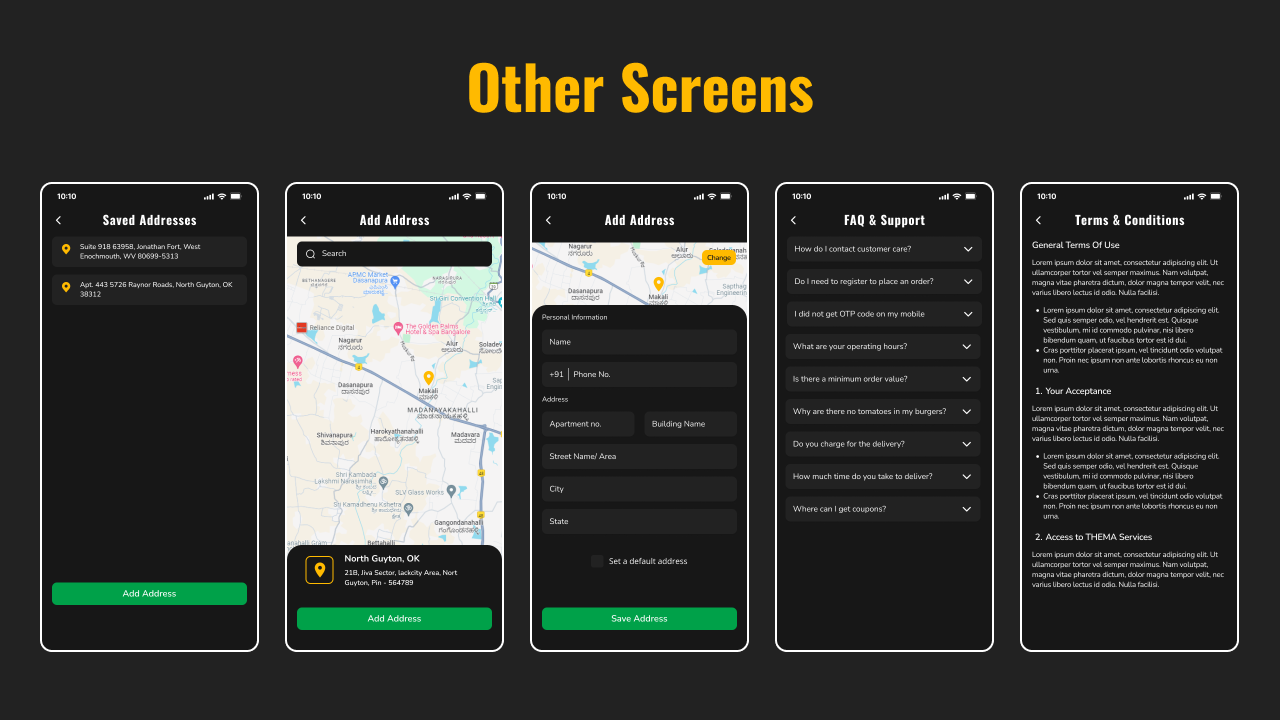 Other Screens
10:10
Saved Addresses
Suite 918 63958, Jonathan Fort, West
Enochmouth, WV 80699-5313
Apt. 443 5726 Raynor Roads, North Guyton, OK
38312
Add Address
10:10
Add Address
Search
APMC Market
Dasanapura
BETHANAGERE
NARASIPURA
Sri Giri Convention Hall
Reliance Digital
The Golden Palms
Hotel & Spa Bangalore
Nagarur
ನಗರೂರು
Alur
ಆಲೂರು
Huskur Rd
4
Dasanapura
ದಾಸನಪುರ
Makali
ಮಾಕಳಿ
MADANAYAKAHALLI
Shivanapura
ಶಿವನಾಪುರ
Harokyathanahalli
Madavara
ಮದವರ
Shri Kambada
Lakshmi Narasimha
SLV Glass Works
Sri Kamadhenu Kshetra
Gangondanahalli
Bettahalli
North Guyton, OK
21B, Jiva Sector, lackcity Area, Nort
Guyton, Pin - 564789
Add Address
10:10
Add Address
Nagarur
ನಗರೂರು
Alur
ಆಲೂರು
Change
4
Dasanapura
ದಾಸನಪುರ
Makali
Personal Information
Name
+91 Phone No.
Address
Apartment no.
Building Name
Street Name/ Area
City
State
Set a default address
Save Address
10:10
FAQ & Support
How do I contact customer care?
Do I need to register to place an order?
I did not get OTP code on my mobile
What are your operating hours?
Is there a minimum order value?
Why are there no tomatoes in my burgers?
Do you charge for the delivery?
How much time do you take to deliver?
Where can I get coupons?
10:10
Terms & Conditions
General Terms Of Use
Lorem ipsum dolor sit amet, consectetur adipiscing elit. Ut
ullamcorper tortor vel semper maximus. Nam volutpat,
magna vitae pharetra dictum, dolor magna tempor velit, nec
varius libero lectus id odio. Nulla facilisi.
• Lorem ipsum dolor sit amet, consectetur adipiscing elit.
Sed quis semper odio, vel hendrerit est. Quisque
vestibulum, mi id commodo pulvinar, nisi libero
bibendum quam, ut faucibus tortor est id dui.
• Cras porttitor placerat ipsum, vel tincidunt odio volutpat
non. Proin nec ipsum non ante lobortis rhoncus eu non
urna.
1. Your Acceptance
Lorem ipsum dolor sit amet, consectetur adipiscing elit. Ut
ullamcorper tortor vel semper maximus. Nam volutpat,
magna vitae pharetra dictum, dolor magna tempor velit, nec
varius libero lectus id odio. Nulla facilisi.
• Lorem ipsum dolor sit amet, consectetur adipiscing elit.
Sed quis semper odio, vel hendrerit est. Quisque
vestibulum, mi id commodo pulvinar, nisi libero
bibendum quam, ut faucibus tortor est id dui.
• Cras porttitor placerat ipsum, vel tincidunt odio volutpat
non. Proin nec ipsum non ante lobortis rhoncus eu non
urna.
2. Access to THEMA Services
Lorem ipsum dolor sit amet, consectetur adipiscing elit. Ut
ullamcorper tortor vel semper maximus. Nam volutpat,
magna vitae pharetra dictum, dolor magna tempor velit, nec
varius libero lectus id odio. Nulla facilisi.